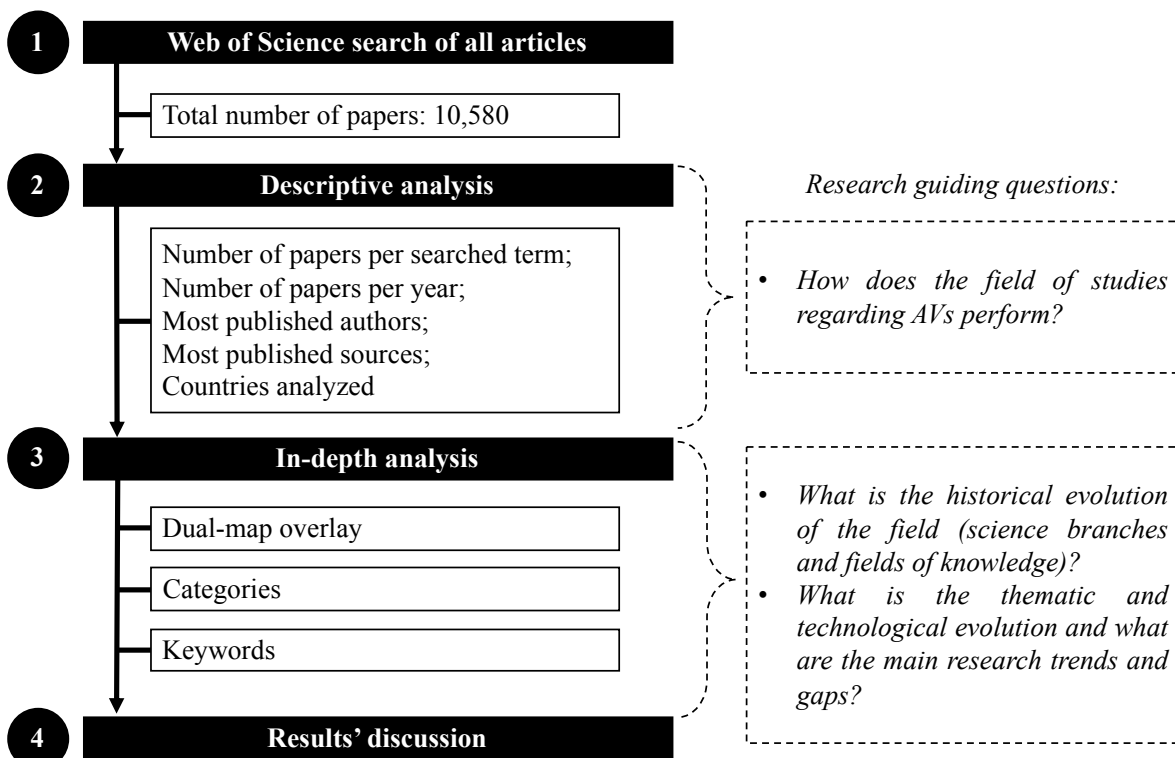 1
Web of Science search of all articles
Total number of papers: 10,580
2
Descriptive analysis
Number of papers per searched term;
Number of papers per year;
Most published authors;
Most published sources;
Countries analyzed
Research guiding questions:
• How does the field of studies
regarding AVs perform?
3
In-depth analysis
Dual-map overlay
Categories
Keywords
• What is the historical evolution
of the field (science branches
and fields of knowledge)?
• What is the thematic and
technological evolution and what
are the main research trends and
gaps?
4
Results’ discussion